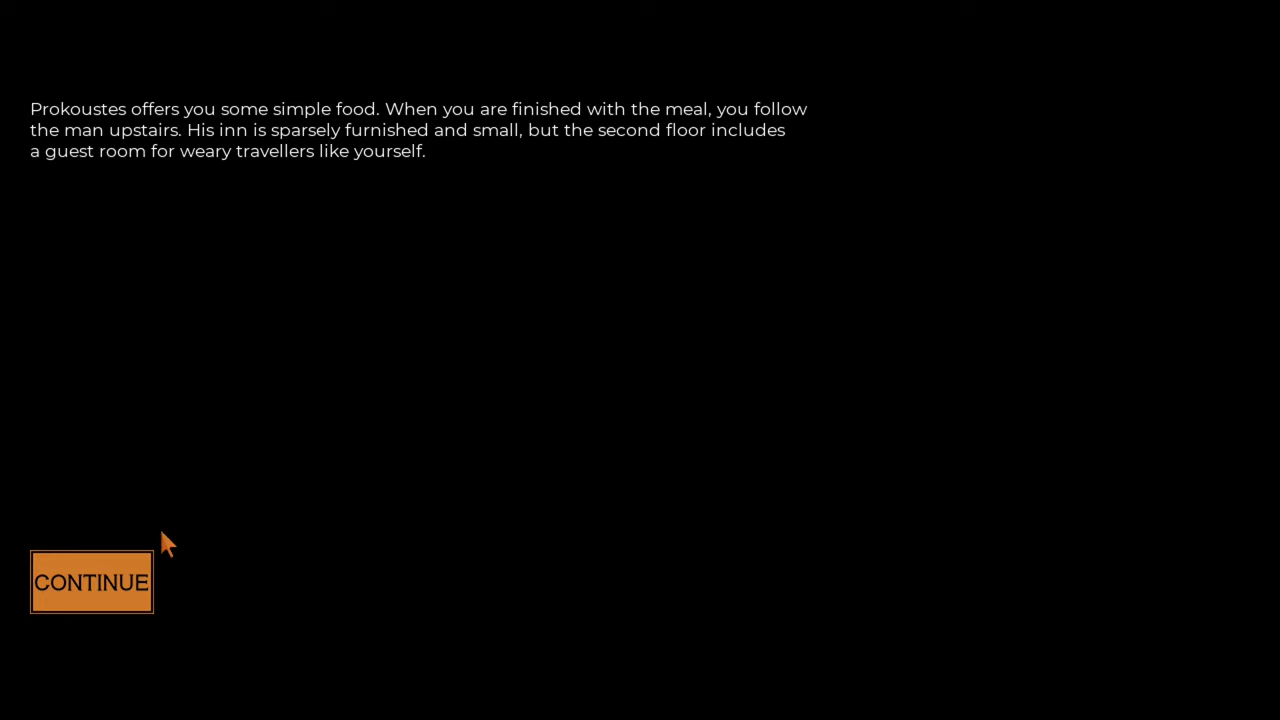 Prokoustes offers you some simple food. When you are finished with the meal, you follow
the man upstairs. His inn is sparsely furnished and small, but the second floor includes
a guest room for weary travellers like yourself.
CONTINUE